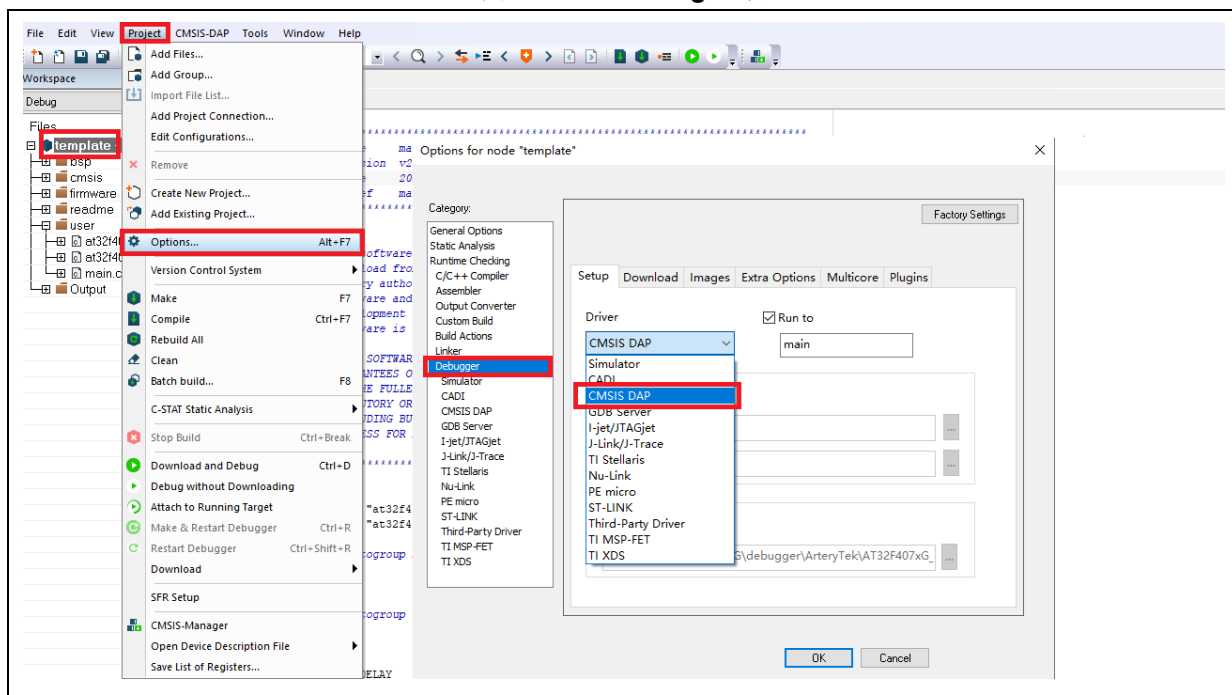 File Edit View Project CMSIS-DAP Tools Window Help
Workspace
Debug
Files
template
bsp
cmsis
firmware
readme
user
main.c
Output
Add Files...
Add Group...
Import File List...
Add Project Connection...
Edit Configurations...
Remove
Create New Project...
Add Existing Project...
Options... Alt+F7
Version Control System
Make F7
Compile Ctrl+F7
Rebuild All
Clean
Batch build... F8
C-STAT Static Analysis
Stop Build Ctrl+Break
Download and Debug Ctrl+D
Debug without Downloading
Attach to Running Target
Make & Restart Debugger Ctrl+R
Restart Debugger Ctrl+Shift+R
Download
SFR Setup
CMSIS-Manager
Open Device Description File
Save List of Registers...
Options for node "template"
Category:
General Options
Static Analysis
Runtime Checking
C/C++ Compiler
Assembler
Output Converter
Custom Build
Build Actions
Linker
Debugger
Simulator
CADI
CMSIS DAP
GDB Server
I-jet/JTAGjet
J-Link/J-Trace
TI Stellaris
Nu-Link
PE micro
ST-LINK
Third-Party Driver
TI MSP-FET
TI XDS
Factory Settings
Setup Download Images Extra Options Multicore Plugins
Driver
Run to
CMSIS DAP
main
Simulator
CADI
CMSIS DAP
GDB Server
I-jet/JTAGjet
J-Link/J-Trace
TI Stellaris
Nu-Link
PE micro
ST-LINK
Third-Party Driver
TI MSP-FET
TI XDS
G\debugger\ArteryTek\AT32F407xG_
OK Cancel